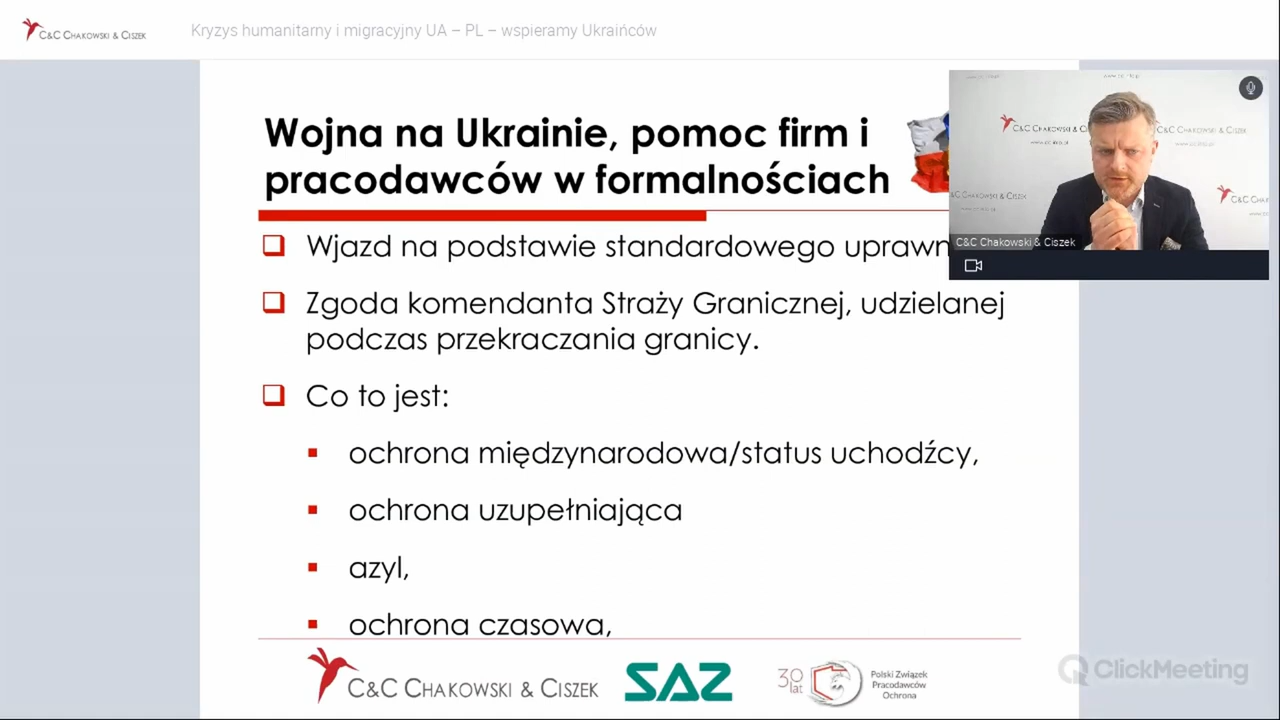 C&C CHAKOWSKI & CISZEK
Kryzys humanitarny i migracyjny UA – PL – wspieramy Ukraińców
Wojna na Ukrainie, pomoc firm i
pracodawców w formalnościach
C&C Chakowski & Ciszek
Wjazd na podstawie standardowego
Zgoda komendanta Straży Granicznej, udzielanej
podczas przekraczania granicy.
Co to jest:
ochrona międzynarodowa/status uchodźcy,
ochrona uzupełniająca
azyl,
ochrona czasowa,
C&C CHAKOWSKI & CISZEK
SAZ
30 lat
Polski Związek
Pracodawców
Ochrona
ClickMeeting